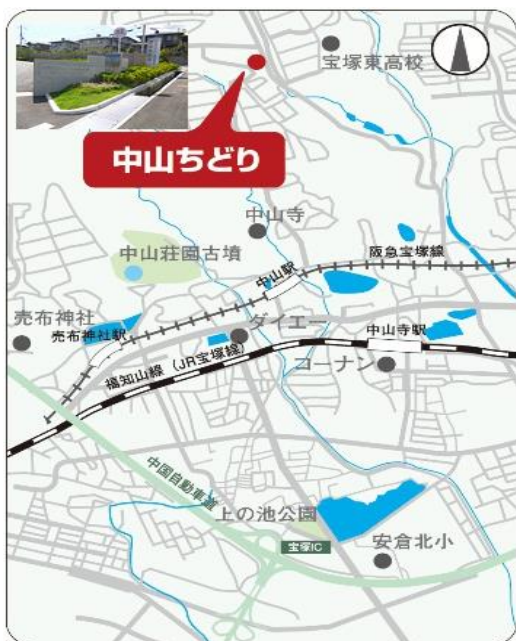 宝塚東高校
中山ちどり
中山寺
阪急宝塚線
中山荘園古墳
中山駅
売布神社
売布神社駅
ダイエー
中山寺駅
福知山線（JR宝塚線）
コーナン
中国自動車道
上の池公園
宝塚IC
安倉北小